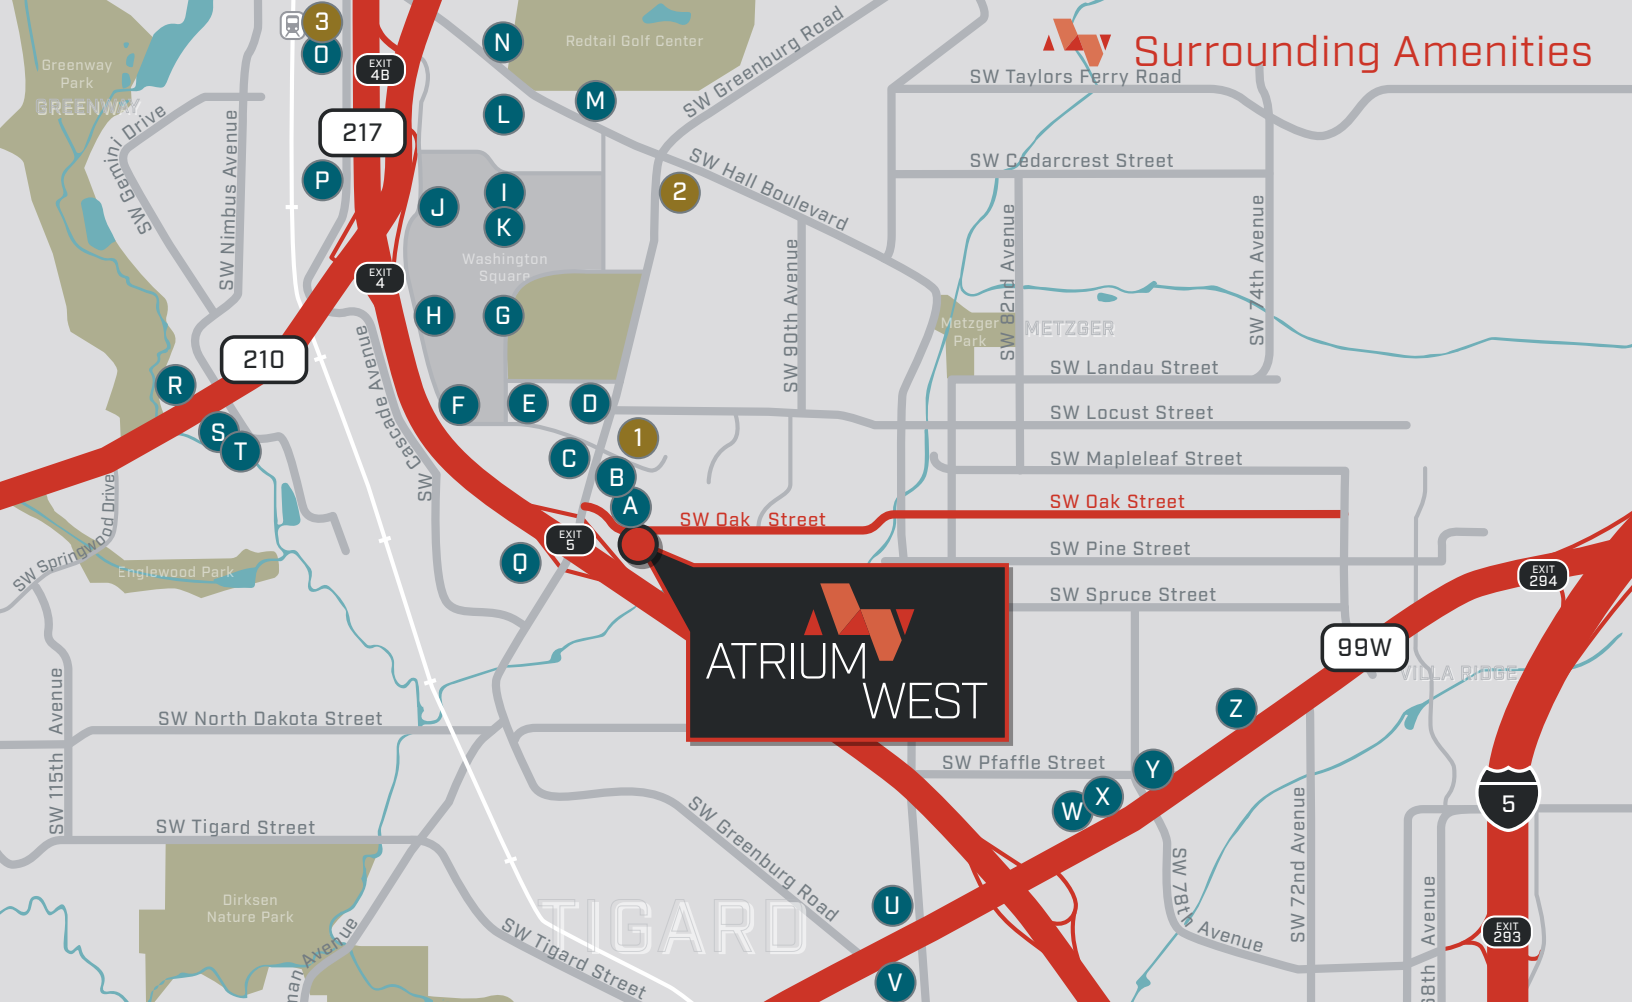 Surrounding Amenities
3
O
N
Redtail Golf Center
SW Greenburg Road
SW Taylors Ferry Road
EXIT
4B
Greenway
Park
GREENWAY
SW Gemini Drive
SW Nimbus Avenue
217
L
M
P
J
I
K
2
SW Hall Boulevard
SW Cedarcrest Street
SW 82nd Avenue
SW 74th Avenue
SW 90th Avenue
Washington
Square
EXIT
4
H
G
Metzger
Park
METZGER
210
SW Cascade Avenue
R
S
T
F
E
D
1
C
B
A
SW Landau Street
SW Locust Street
SW Mapleleaf Street
SW Oak Street
SW Oak Street
SW Pine Street
SW Spruce Street
SW Springwood Drive
Englewood Park
EXIT
5
Q
ATRIUM
WEST
EXIT
294
99W
VILLA RIDGE
SW 115th Avenue
SW North Dakota Street
SW Tigard Street
SW Pfaffle Street
Z
Y
X
W
5
SW Greenburg Road
SW 78th Avenue
SW 72nd Avenue
68th Avenue
Dirksen
Nature Park
TIGARD
SW Tigard Street
U
V
EXIT
293